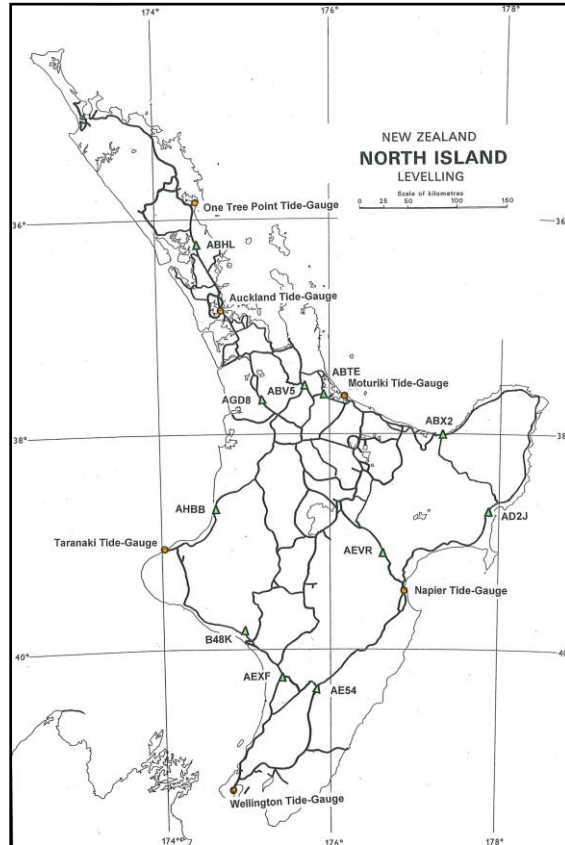 174°
176°
178°
NEW ZEALAND
NORTH ISLAND
LEVELLING
Scale of kilometres
0 25 50 100 150
One Tree Point Tide-Gauge
36°
36°
ABHL
Auckland Tide-Gauge
ABTE
ABV5
Moturiki Tide-Gauge
AGD8
ABX2
38°
38°
AHBB
AD2J
Taranaki Tide-Gauge
AEVR
Napier Tide-Gauge
B48K
40°
40°
AEXF
AE54
Wellington Tide-Gauge
174°
176°
178°